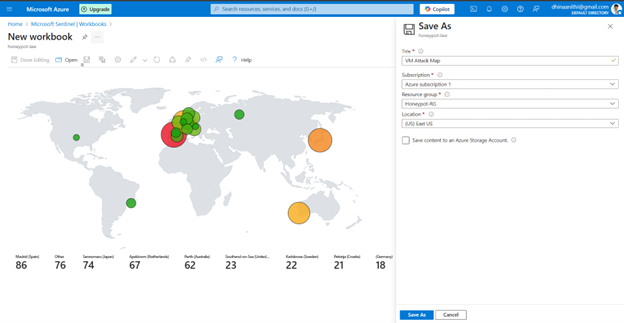 Microsoft Azure
Upgrade
Search resources, services, and docs (G+/)
Copilot
dhinaanilhi@gmail.com
DEFAULT DIRECTORY
Home > Microsoft Sentinel | Workbooks >
New workbook
honeypot-law
Done Editing
Open
Help
Madrid (Spain)
86
Other
76
Sennomaru (Japan)
74
Apeldoorn (Netherlands)
67
Perth (Australia)
62
Southend-on-Sea (United...
23
Karlskrona (Sweden)
22
Petrinja (Croatia)
21
(Germany)
18
Save As
honeypot-law
Title *
VM Attack Map
Subscription *
Azure subscription 1
Resource group *
Honeypot-RG
Location *
(US) East US
Save content to an Azure Storage Account.
Save As
Cancel